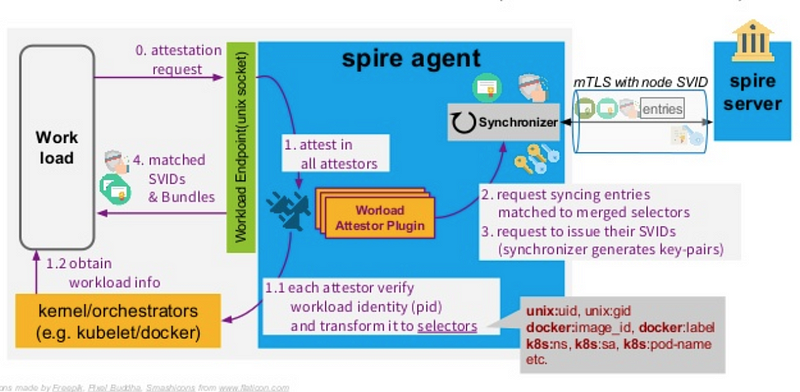 0. attestation
request
Workload Endpoint(unix socket)
spire agent
mTLS with node SVID
spire
server
entries
Synchronizer
Work
load
1. attest in
all attestors
4. matched
SVIDs
& Bundles
Worload
Attestor Plugin
2. request syncing entries
matched to merged selectors
3. request to issue their SVIDs
(synchronizer generates key-pairs)
1.2 obtain
workload info
1.1 each attestor verify
workload identity (pid)
and transform it to selectors
kernel/orchestrators
(e.g. kubelet/docker)
unix:uid, unix:gid
docker:image_id, docker:label
k8s:ns, k8s:sa, k8s:pod-name
etc.
ons made by Freepik, Pixel Buddha, Smashicons from www.flaticon.com